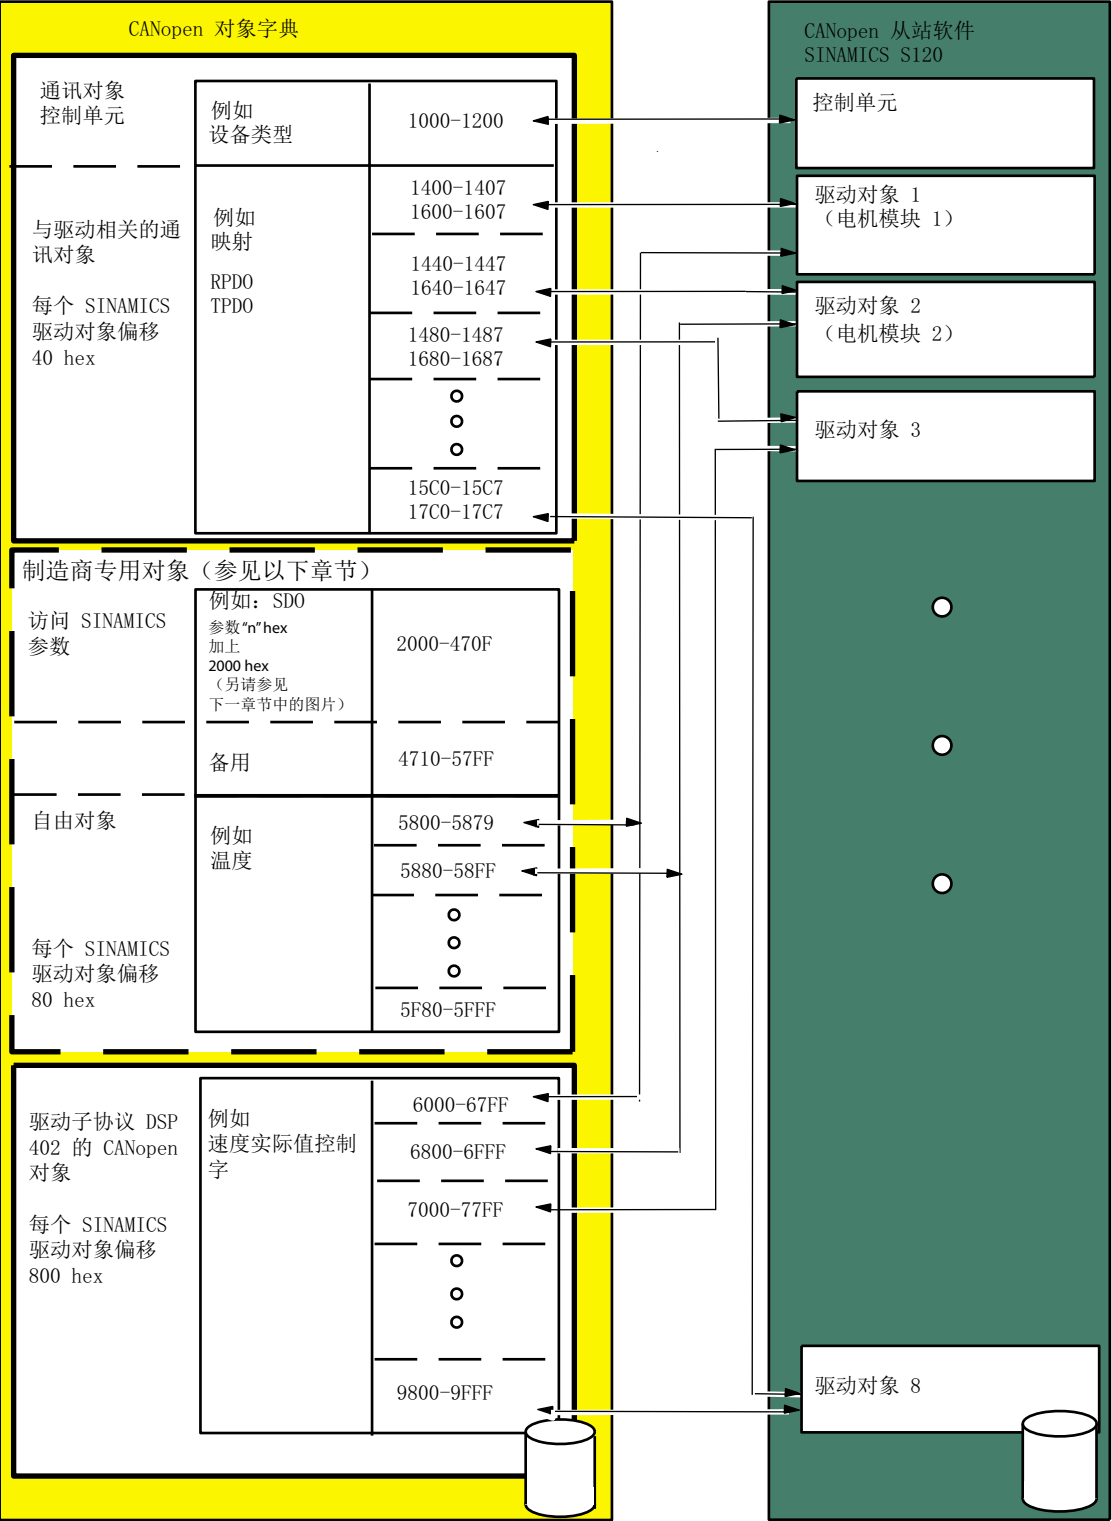 CANopen 对象字典
通讯对象
控制单元
例如
设备类型
1000-1200
与驱动相关的通
讯对象
每个 SINAMICS
驱动对象偏移
40 hex
例如
映射
RPDO
TPDO
1400-1407
1600-1607
1440-1447
1640-1647
1480-1487
1680-1687
15C0-15C7
17C0-17C7
制造商专用对象（参见以下章节）
访问 SINAMICS
参数
例如: SDO
参数“n”hex
加上
2000 hex
（另请参见
下一章节中的图片）
2000-470F
备用
4710-57FF
自由对象
每个 SINAMICS
驱动对象偏移
80 hex
例如
温度
5800-5879
5880-58FF
5F80-5FFF
驱动子协议 DSP
402 的 CANopen
对象
每个 SINAMICS
驱动对象偏移
800 hex
例如
速度实际值控制
字
6000-67FF
6800-6FFF
7000-77FF
9800-9FFF
CANopen 从站软件
SINAMICS S120
控制单元
驱动对象 1
（电机模块 1）
驱动对象 2
（电机模块 2）
驱动对象 3
驱动对象 8